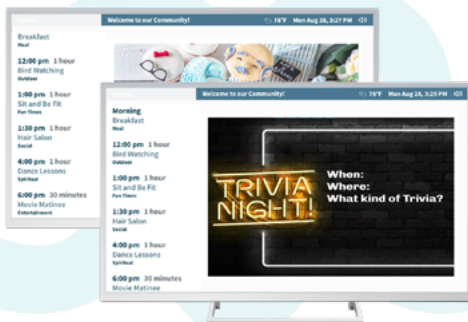 Welcome to our Community!
78°F Mon Aug 28, 3:27 PM
Breakfast
Meal
12:00 pm 1 hour
Bird Watching
Outdoor
1:00 pm 1 hour
Sit and Be Fit
Fun Times
1:30 pm 1 hour
Hair Salon
Social
4:00 pm 1 hour
Dance Lessons
Spiritual
6:00 pm 30 minutes
Movie Matinee
Entertainment
Welcome to our Community!
78°F Mon Aug 28, 3:25 PM
Morning
Breakfast
Meal
12:00 pm 1 hour
Bird Watching
Outdoor
1:00 pm 1 hour
Sit and Be Fit
Fun Times
1:30 pm 1 hour
Hair Salon
Social
4:00 pm 1 hour
Dance Lessons
Spiritual
6:00 pm 30 minutes
Movie Matinee
TRIVIA
NIGHT!
When:
Where:
What kind of Trivia?